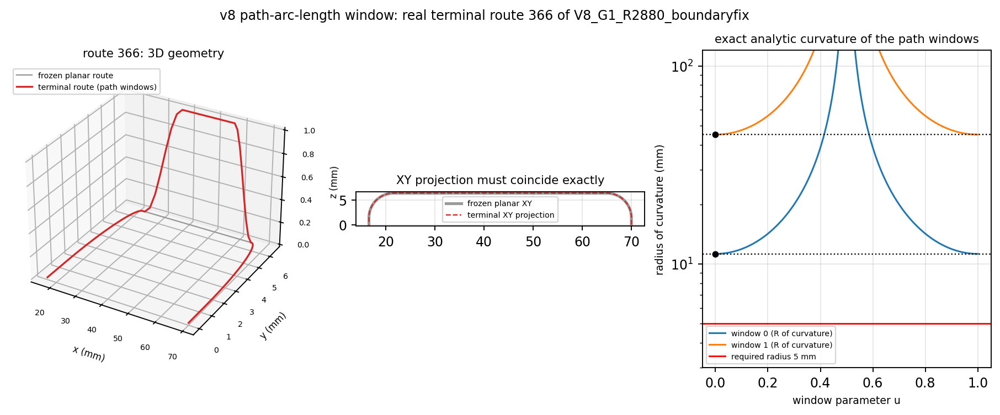 v8 path-arc-length window: real terminal route 366 of V8_G1_R2880_boundaryfix
route 366: 3D geometry
frozen planar route
terminal route (path windows)
1.0
0.8
0.6
0.4
0.2
0.0
z (mm)
6
5
4
3
2
1
0
y (mm)
20
30
40
50
60
70
x (mm)
XY projection must coincide exactly
5
0
frozen planar XY
terminal XY projection
20 30 40 50 60 70
exact analytic curvature of the path windows
10²
10¹
radius of curvature (mm)
window 0 (R of curvature)
window 1 (R of curvature)
required radius 5 mm
0.0 0.2 0.4 0.6 0.8 1.0
window parameter u